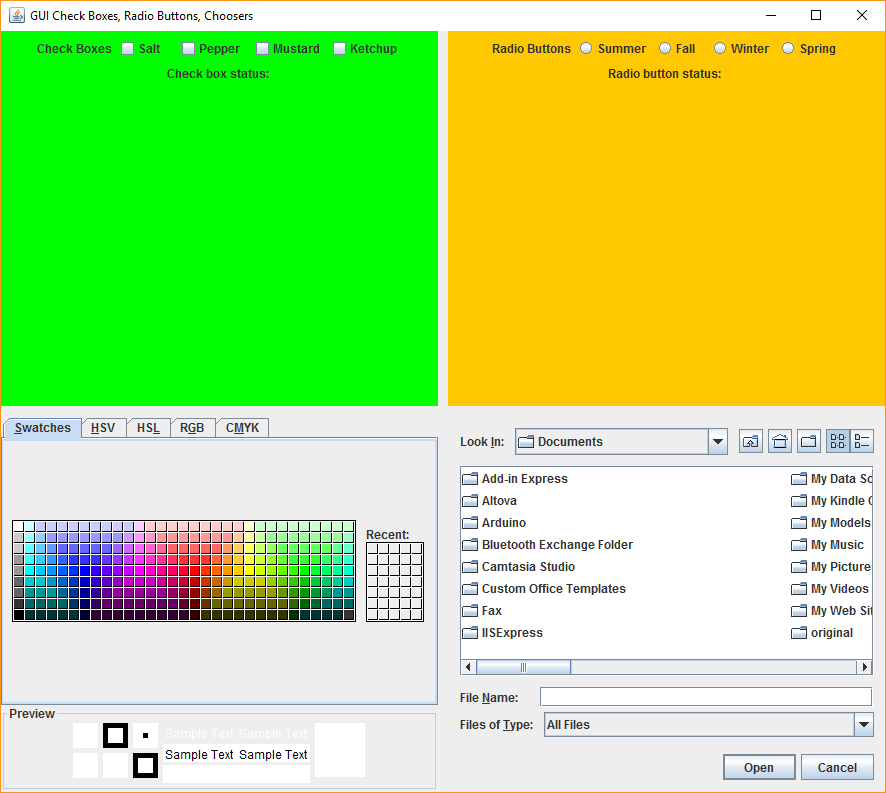 GUI Check Boxes, Radio Buttons, Choosers
Check Boxes Salt Pepper Mustard Ketchup
Check box status:
Radio Buttons Summer Fall Winter Spring
Radio button status:
Swatches HSV HSL RGB CMYK
Recent:
Preview
Sample Text Sample Text
Sample Text Sample Text
Look In: Documents
Add-in Express
Altova
Arduino
Bluetooth Exchange Folder
Camtasia Studio
Custom Office Templates
Fax
IISExpress
My Data So
My Kindle C
My Models
My Music
My Picture
My Videos
My Web Sit
original
File Name:
Files of Type: All Files
Open Cancel